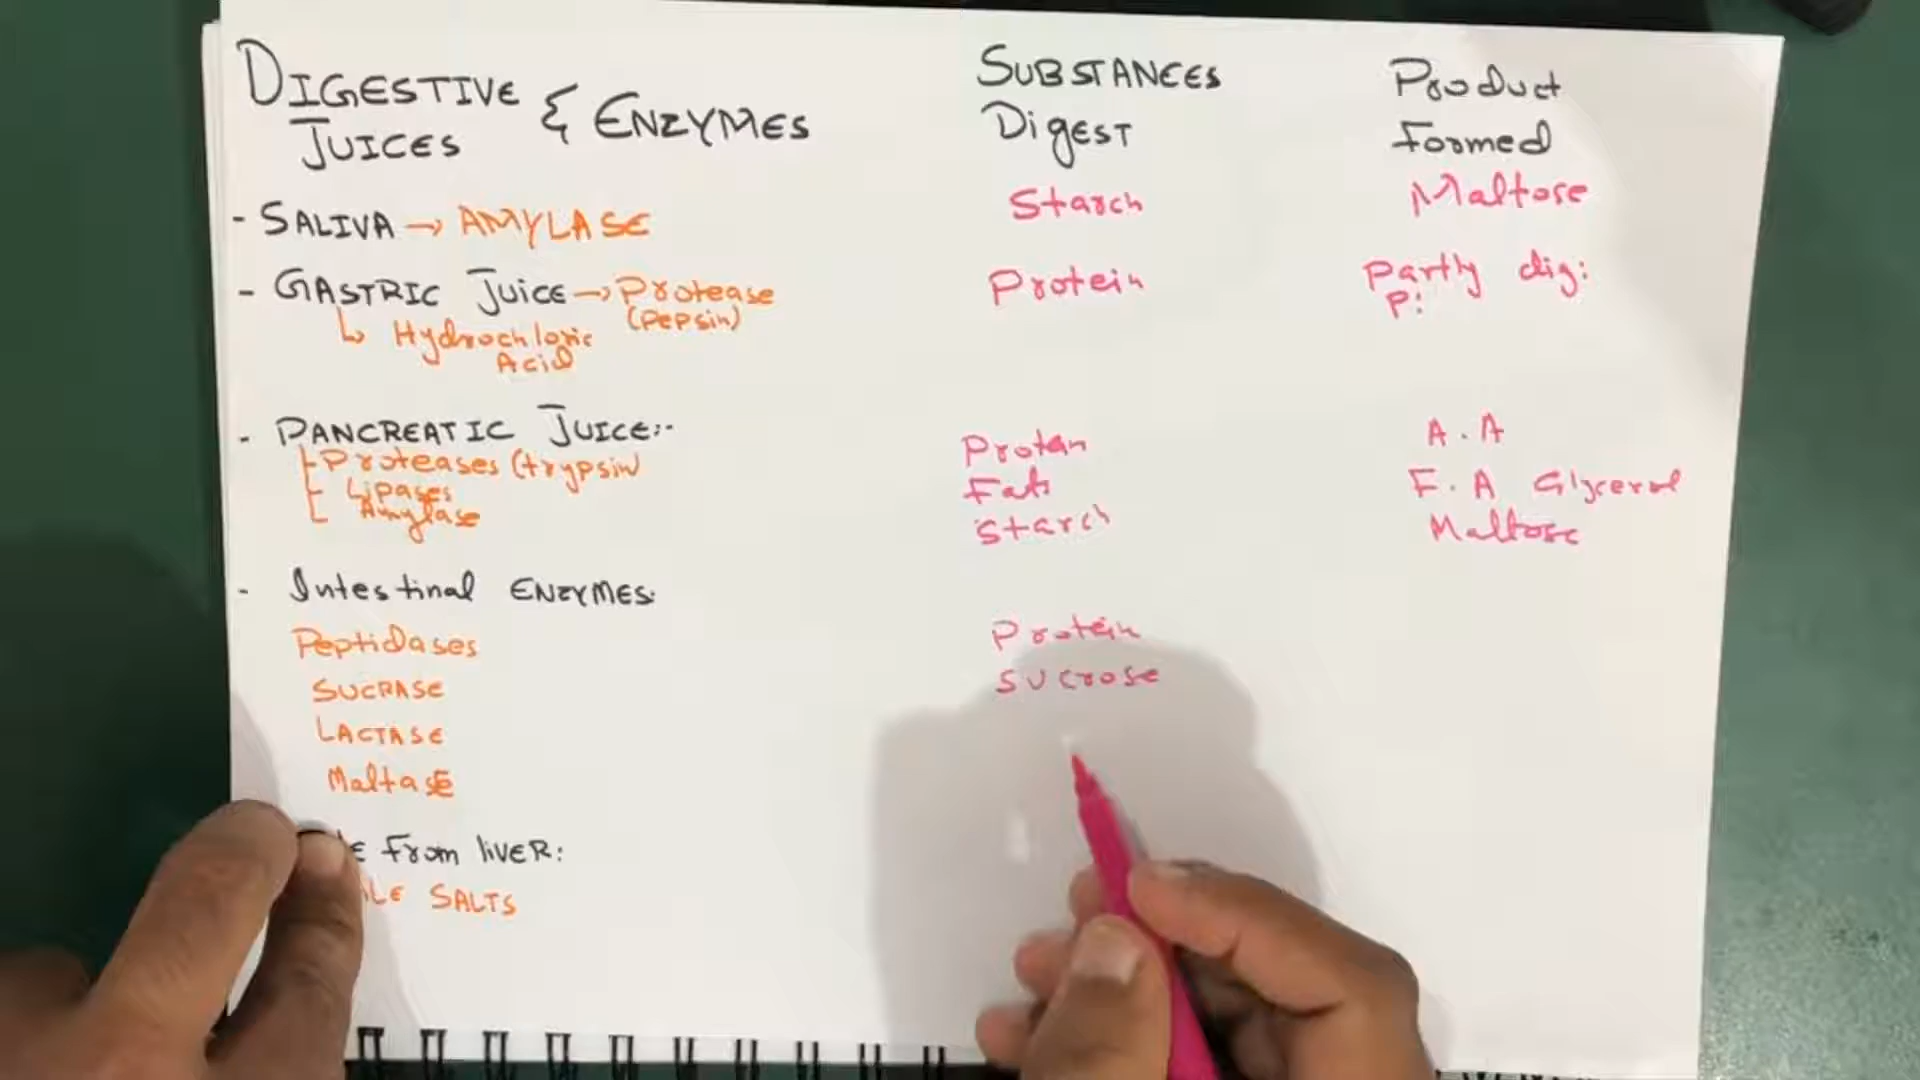 DIGESTIVE JUICES & ENZYMES
SUBSTANCES DIGEST
Product Formed
- SALIVA → AMYLASE
Starch
Maltose
- GASTRIC JUICE → Protease
(Pepsin)
Hydrochloric Acid
Protein
Partly dig:
P:
- PANCREATIC JUICE:-
Proteases (trypsin
Lipases
Amylase
Protein
Fats
Starch
A.A
F.A Glycerol
Maltose
- Intestinal ENZYMES:
Peptidases
Protein
SUCRASE
Sucrose
LACTASE
MaltasE
From liVER:
SALTS